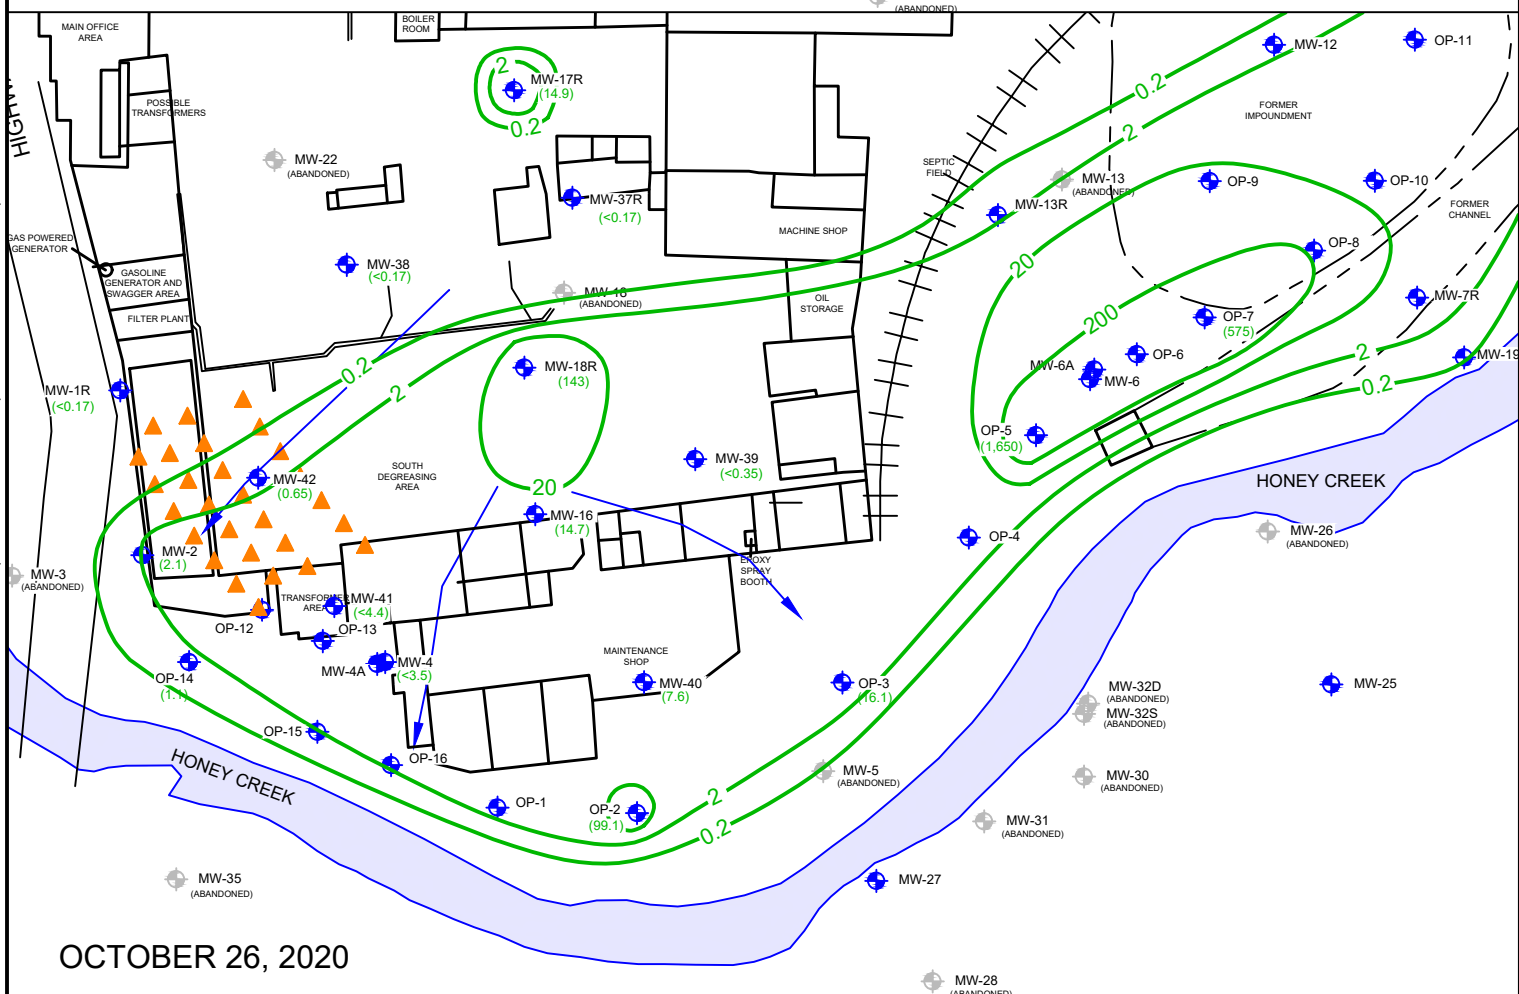 (ABANDONED)
MAIN OFFICE
AREA
BOILER
ROOM
MW-12
OP-11
2
MW-17R
(14.9)
0.2
0.2
2
POSSIBLE
TRANSFORMERS
FORMER
IMPOUNDMENT
MW-22
(ABANDONED)
SEPTIC
FIELD
MW-13
(ABANDONED)
OP-9
OP-10
MW-37R
(<0.17)
MW-13R
FORMER
CHANNEL
MACHINE SHOP
GAS POWERED
GENERATOR
OP-8
MW-38
(<0.17)
20
GASOLINE
GENERATOR AND
SWAGGER AREA
MW-18
(ABANDONED)
OIL
STORAGE
MW-7R
FILTER PLANT
200
OP-7
(575)
0.2
2
MW-18R
(143)
MW-6A
OP-6
MW-6
2
0.2
MW-19
MW-1R
(<0.17)
OP-5
(1,650)
SOUTH
DEGREASING
AREA
MW-39
(<0.35)
MW-42
(0.65)
20
HONEY CREEK
MW-16
(14.7)
MW-26
(ABANDONED)
OP-4
MW-2
(2.1)
MW-3
(ABANDONED)
EPOXY
SPRAY
BOOTH
TRANSFORMER
AREA
MW-41
(<4.4)
OP-12
OP-13
MW-4A
MW-4
(<3.5)
MAINTENANCE
SHOP
OP-14
(1.1)
MW-40
(7.6)
OP-3
(16.1)
MW-32D
(ABANDONED)
MW-32S
(ABANDONED)
MW-25
OP-15
OP-16
HONEY CREEK
MW-5
(ABANDONED)
MW-30
(ABANDONED)
OP-1
OP-2
(99.1)
2
0.2
MW-31
(ABANDONED)
MW-35
(ABANDONED)
MW-27
OCTOBER 26, 2020
MW-28
(ABANDONED)